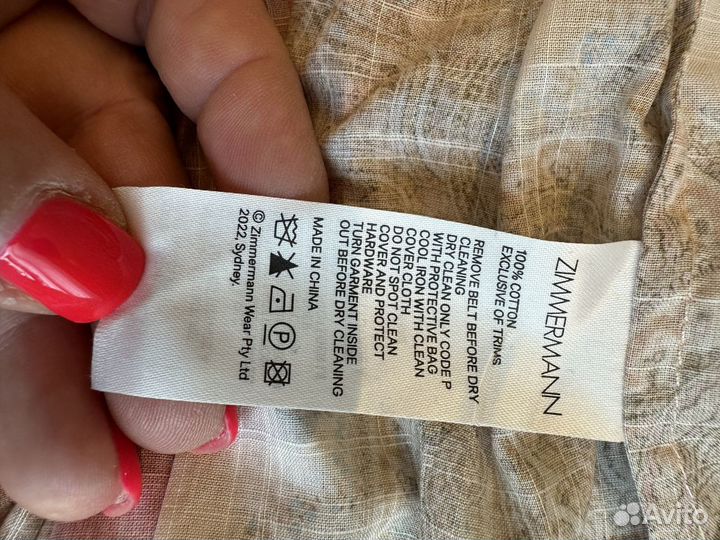 ZIMMERMANN
100% COTTON
EXCLUSIVE OF TRIMS
REMOVE BELT BEFORE DRY
CLEANING
DRY CLEAN ONLY CODE P
WITH PROTECTIVE BAG
COOL IRON WITH CLEAN
COVER CLOTH
DO NOT SPOT CLEAN
COVER AND PROTECT
HARDWARE
TURN GARMENT INSIDE
OUT BEFORE DRY CLEANING
MADE IN CHINA
P
© Zimmermann Wear Pty Ltd
2022, Sydney.
Avito